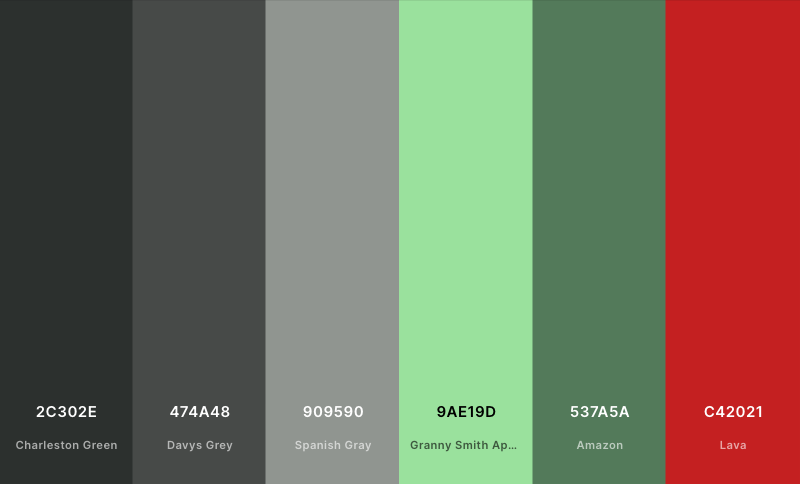 2C302E
Charleston Green
474A48
Davys Grey
909590
Spanish Gray
9AE19D
Granny Smith Ap...
537A5A
Amazon
C42021
Lava